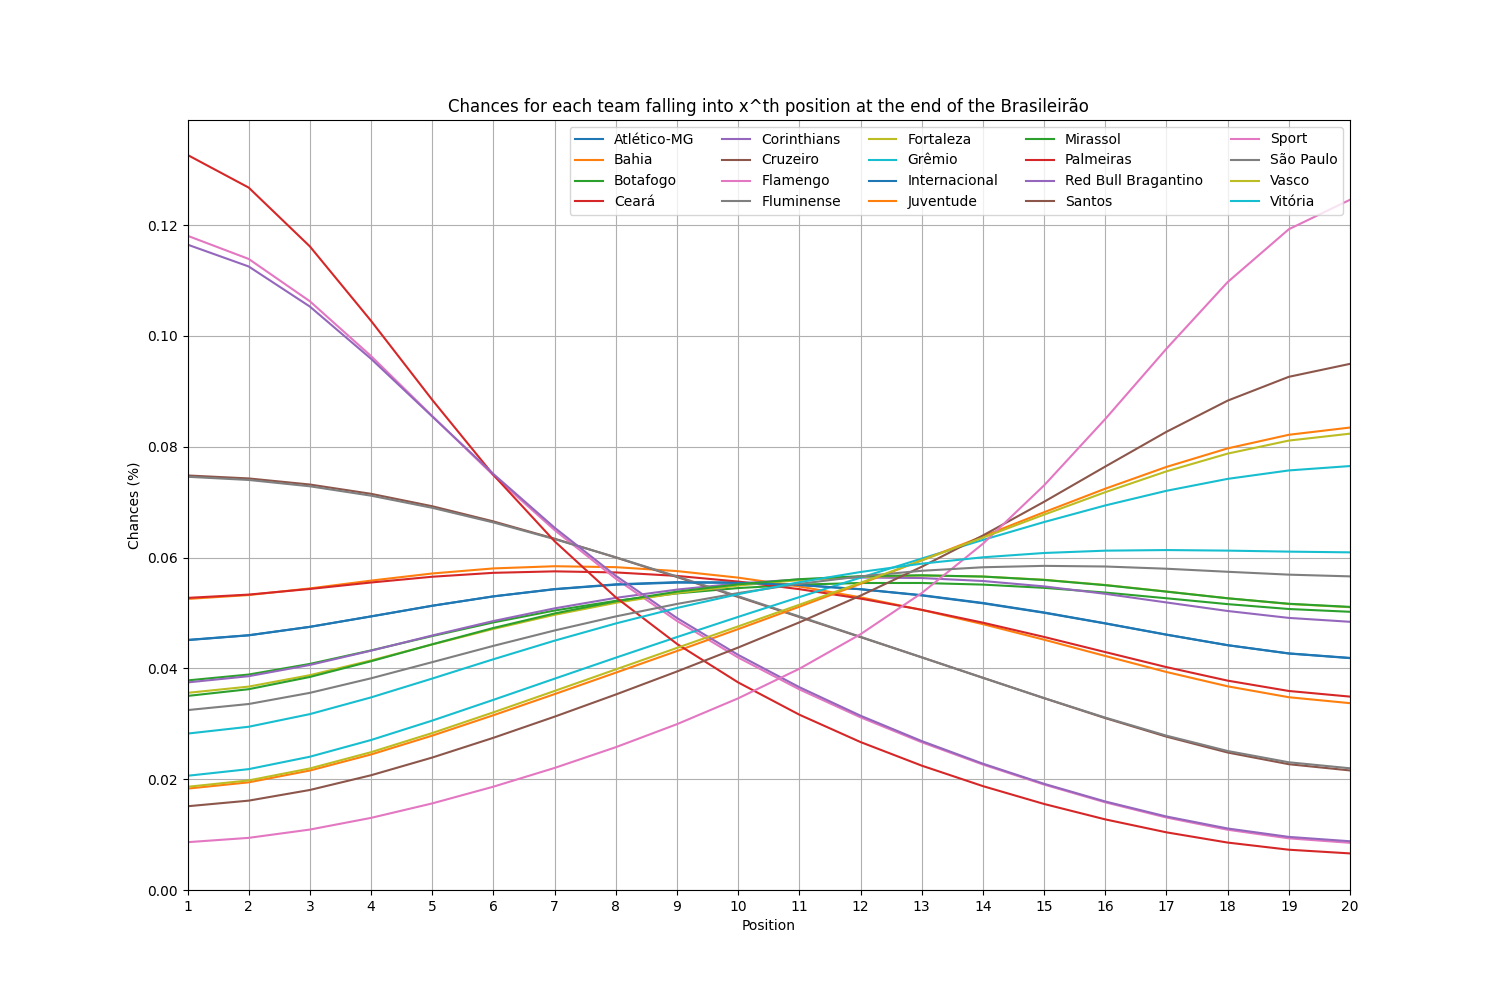 Chances for each team falling into x^th position at the end of the Brasileirão
Atlético-MG Corinthians Fortaleza Mirassol Sport
Bahia Cruzeiro Grêmio Palmeiras São Paulo
Botafogo Flamengo Internacional Red Bull Bragantino Vasco
Ceará Fluminense Juventude Santos Vitória
Chances (%)
0.12
0.10
0.08
0.06
0.04
0.02
0.00
1 2 3 4 5 6 7 8 9 10 11 12 13 14 15 16 17 18 19 20
Position